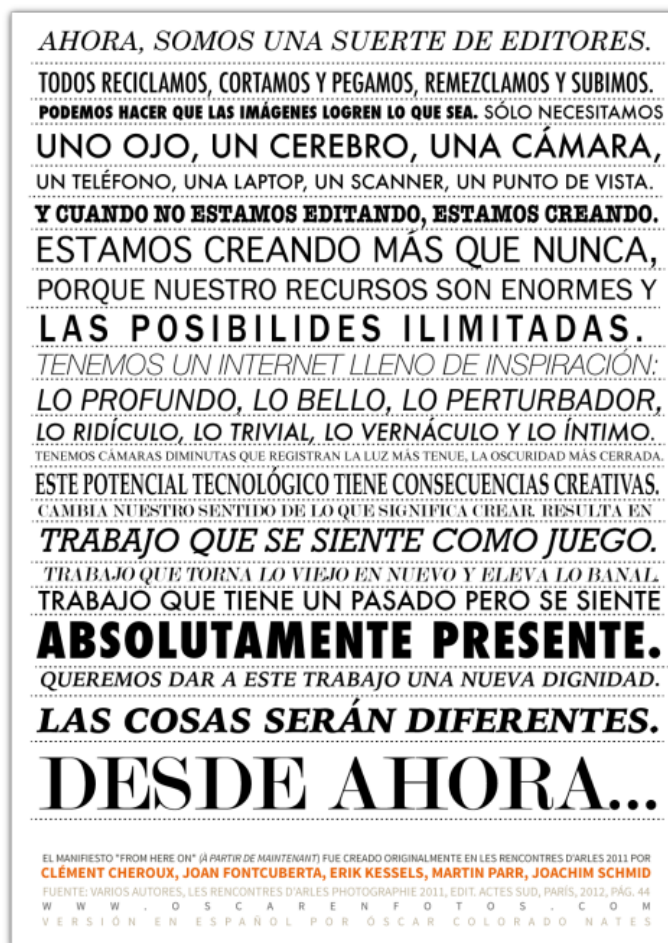 AHORA, SOMOS UNA SUERTE DE EDITORES.
TODOS RECICLAMOS, CORTAMOS Y PEGAMOS, REMEZCLAMOS Y SUBIMOS.
PODEMOS HACER QUE LAS IMÁGENES LOGREN LO QUE SEA. SÓLO NECESITAMOS
UNO OJO, UN CEREBRO, UNA CÁMARA,
UN TELÉFONO, UNA LAPTOP, UN SCANNER, UN PUNTO DE VISTA.
Y CUANDO NO ESTAMOS EDITANDO, ESTAMOS CREANDO.
ESTAMOS CREANDO MÁS QUE NUNCA,
PORQUE NUESTRO RECURSOS SON ENORMES Y
LAS POSIBILIDES ILIMITADAS.
TENEMOS UN INTERNET LLENO DE INSPIRACIÓN:
LO PROFUNDO, LO BELLO, LO PERTURBADOR,
LO RIDÍCULO, LO TRIVIAL, LO VERNÁCULO Y LO ÍNTIMO.
TENEMOS CÁMARAS DIMINUTAS QUE REGISTRAN LA LUZ MÁS TENUE, LA OSCURIDAD MÁS CERRADA.
ESTE POTENCIAL TECNOLÓGICO TIENE CONSECUENCIAS CREATIVAS.
CAMBIA NUESTRO SENTIDO DE LO QUE SIGNIFICA CREAR. RESULTA EN
TRABAJO QUE SE SIENTE COMO JUEGO.
TRABAJO QUE TORNA LO VIEJO EN NUEVO Y ELEVA LO BANAL.
TRABAJO QUE TIENE UN PASADO PERO SE SIENTE
ABSOLUTAMENTE PRESENTE.
QUEREMOS DAR A ESTE TRABAJO UNA NUEVA DIGNIDAD.
LAS COSAS SERÁN DIFERENTES.
DESDE AHORA...
EL MANIFIESTO "FROM HERE ON" (À PARTIR DE MAINTENANT) FUE CREADO ORIGINALMENTE EN LES RENCONTRES D'ARLES 2011 POR
CLÉMENT CHEROUX, JOAN FONTCUBERTA, ERIK KESSELS, MARTIN PARR, JOACHIM SCHMID
FUENTE: VARIOS AUTORES, LES RENCONTRES D'ARLES PHOTOGRAPHIE 2011, EDIT. ACTES SUD, PARÍS, 2012, PÁG. 44
WWW.OSCARENFOTOS.COM
VERSIÓN EN ESPAÑOL POR ÓSCAR COLORADO NATES